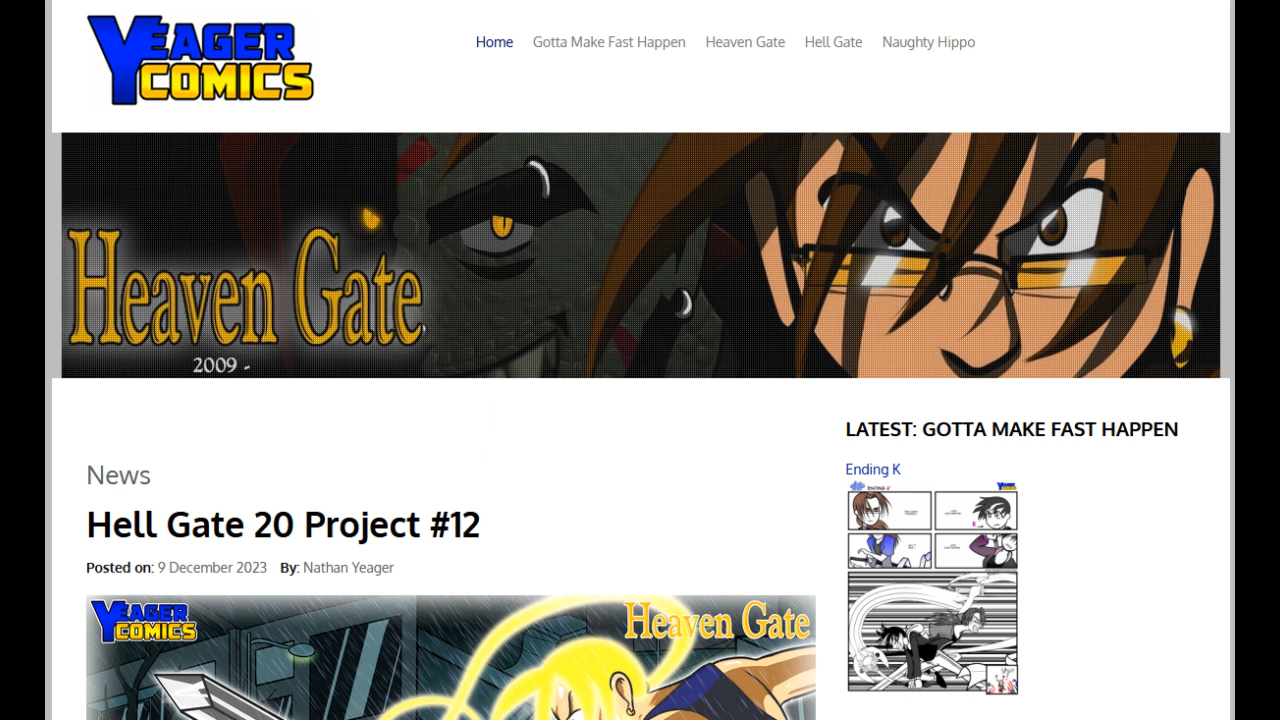 YEAGER
COMICS
Home
Gotta Make Fast Happen
Heaven Gate
Hell Gate
Naughty Hippo
Heaven Gate
2009 -
LATEST: GOTTA MAKE FAST HAPPEN
Ending K
ENDING K
News
Hell Gate 20 Project #12
Posted on: 9 December 2023 By: Nathan Yeager
YEAGER
COMICS
Heaven Gate